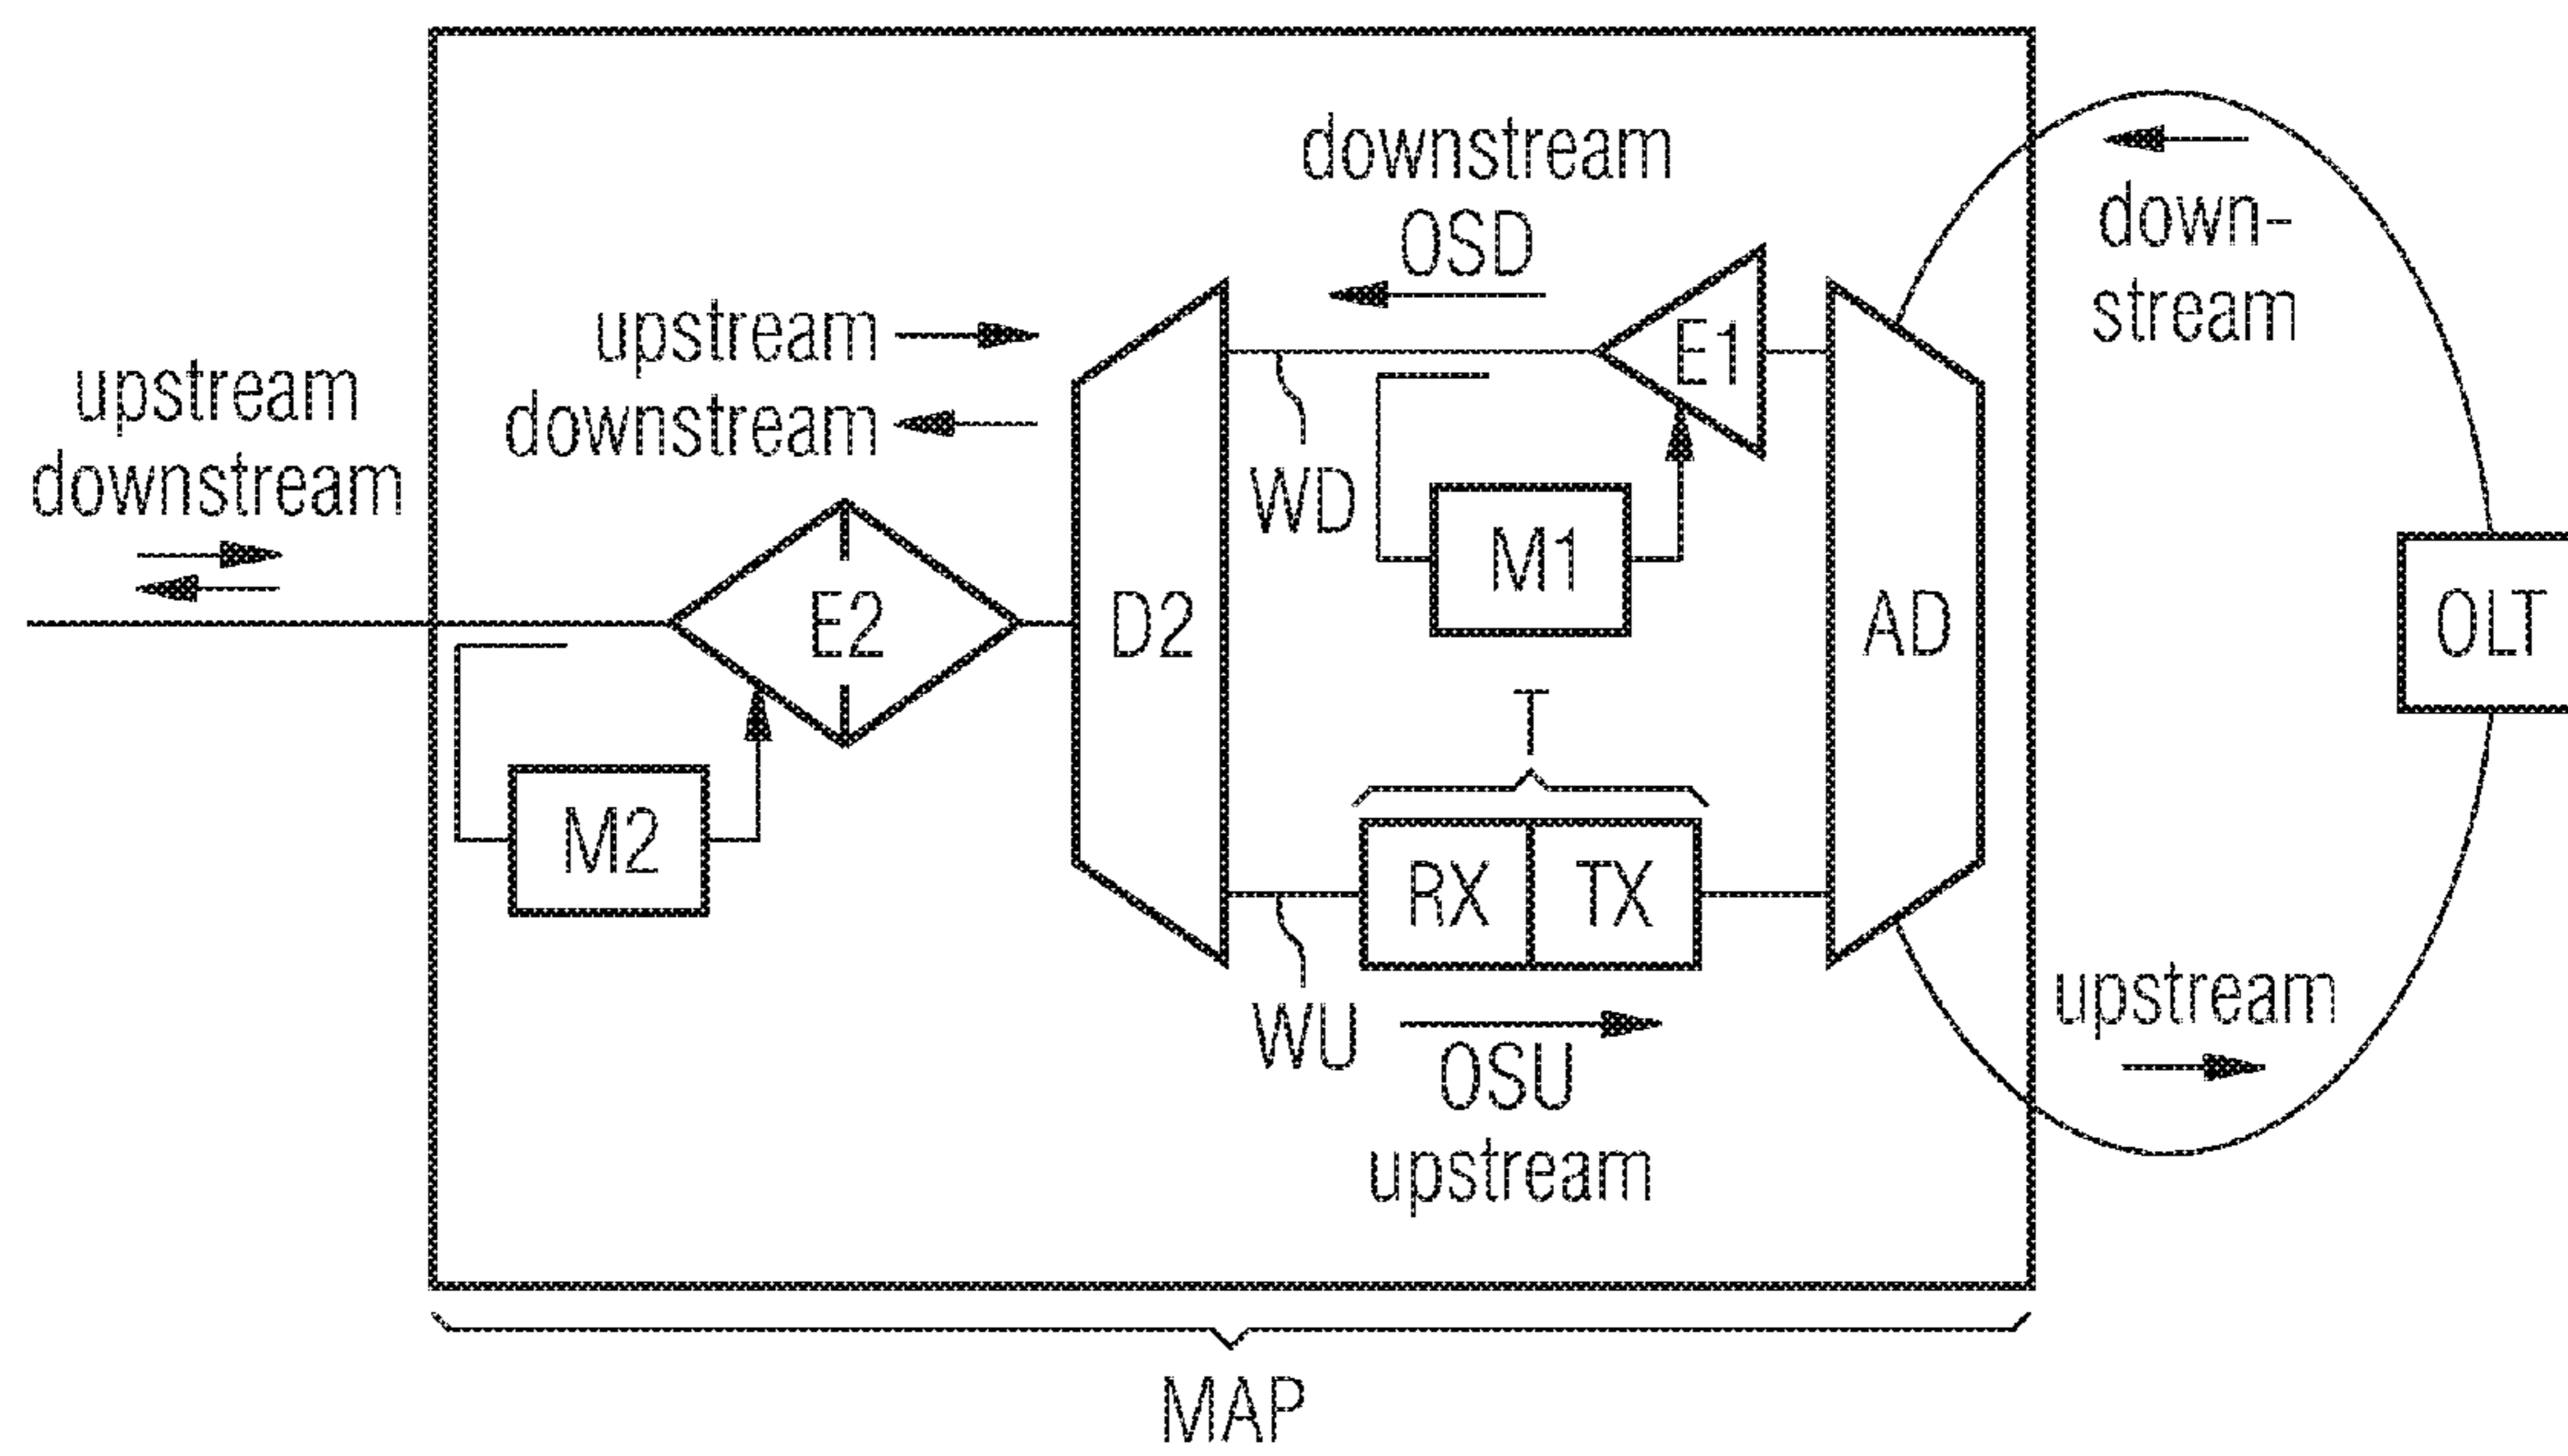 downstream
OSD
down-
stream
upstream
downstream
upstream
downstream
E1
WD
M1
E2
D2
AD
OLT
T
M2
RX
TX
WU
OSU
upstream
upstream
MAP